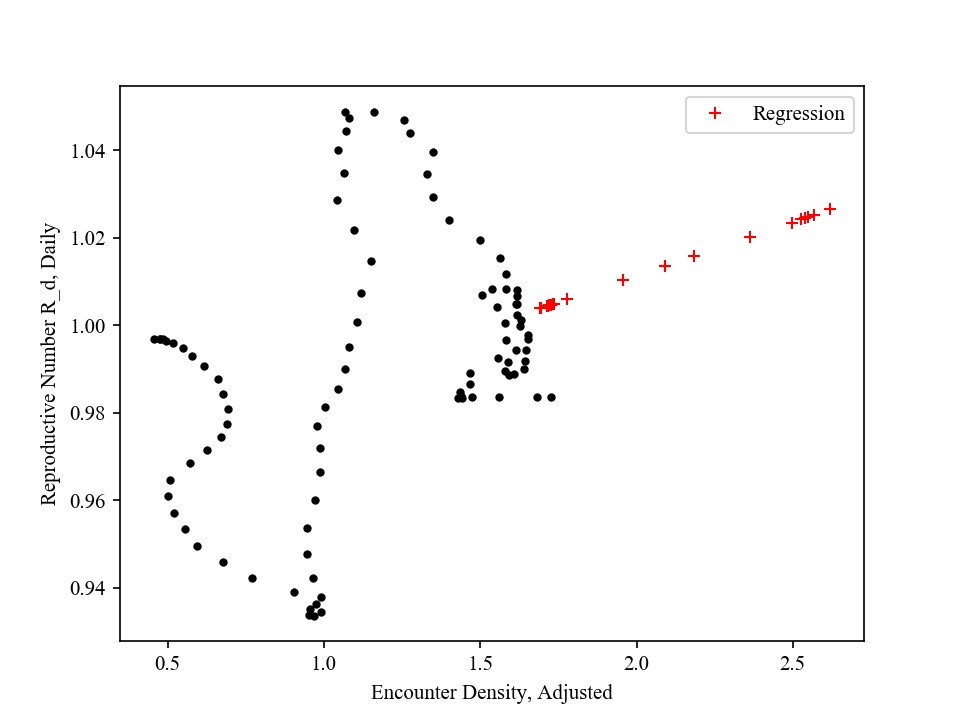 Regression
1.04
1.02
1.00
0.98
0.96
0.94
Reproductive Number R_d, Daily
0.5 1.0 1.5 2.0 2.5
Encounter Density, Adjusted